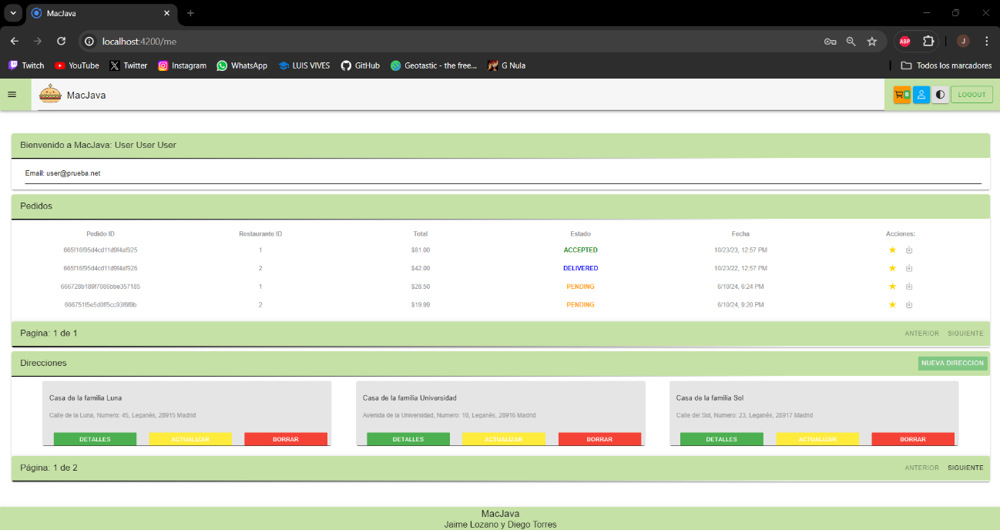 MacJava
localhost:4200/me
ABP
J
Twitch YouTube Twitter Instagram WhatsApp LUIS VIVES GitHub Geotastic - the free... G Nula Todos los marcadores
MacJava 0 LOGOUT
Bienvenido a MacJava: User User User
Email: user@prueba.net
Pedidos
Pedido ID Restaurante ID Total Estado Fecha Acciones:
665f16f95d4cd11d9f4af925 1 $81.00 ACCEPTED 10/23/23, 12:57 PM
665f16f95d4cd11d9f4af926 2 $42.00 DELIVERED 10/23/22, 12:57 PM
666728b189f7086bbe357185 1 $28.50 PENDING 6/10/24, 6:24 PM
666751f5e5d0ff5cc93f6f9b 2 $19.99 PENDING 6/10/24, 9:20 PM
Pagina: 1 de 1 ANTERIOR SIGUIENTE
Direcciones NUEVA DIRECCION
Casa de la familia Luna
Calle de la Luna, Numero: 45, Leganés, 28915 Madrid
DETALLES ACTUALIZAR BORRAR
Casa de la familia Universidad
Avenida de la Universidad, Numero: 10, Leganés, 28916 Madrid
DETALLES ACTUALIZAR BORRAR
Casa de la familia Sol
Calle del Sol, Numero: 23, Leganés, 28917 Madrid
DETALLES ACTUALIZAR BORRAR
Página: 1 de 2 ANTERIOR SIGUIENTE
MacJava
Jaime Lozano y Diego Torres